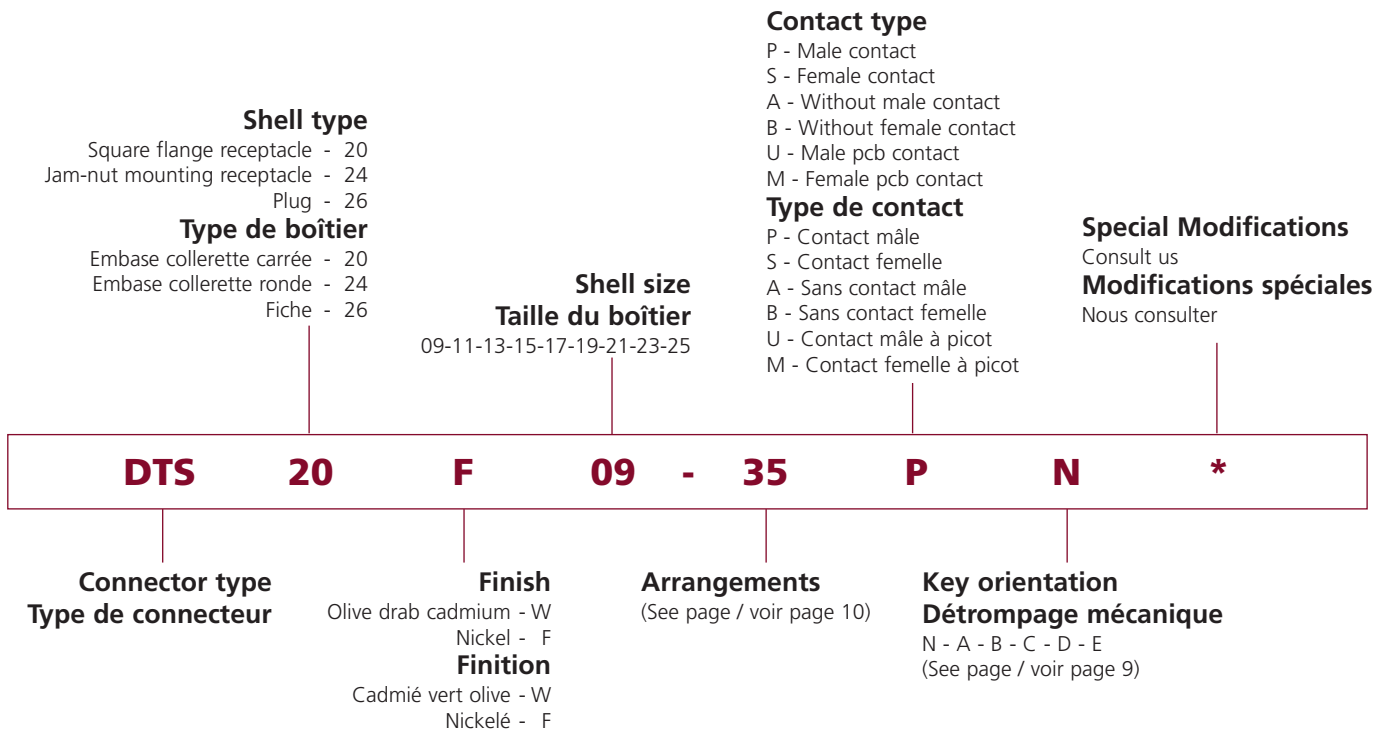 Contact type
P - Male contact
S - Female contact
A - Without male contact
B - Without female contact
U - Male pcb contact
M - Female pcb contact
Type de contact
P - Contact mâle
S - Contact femelle
A - Sans contact mâle
B - Sans contact femelle
U - Contact mâle à picot
M - Contact femelle à picot
Shell type
Square flange receptacle - 20
Jam-nut mounting receptacle - 24
Plug - 26
Type de boîtier
Embase collerette carrée - 20
Embase collerette ronde - 24
Fiche - 26
Shell size
Taille du boîtier
09-11-13-15-17-19-21-23-25
Special Modifications
Consult us
Modifications spéciales
Nous consulter
DTS 20 F 09 - 35 P N *
Connector type
Type de connecteur
Finish
Olive drab cadmium - W
Nickel - F
Finition
Cadmié vert olive - W
Nickelé - F
Arrangements
(See page / voir page 10)
Key orientation
Détrompage mécanique
N - A - B - C - D - E
(See page / voir page 9)